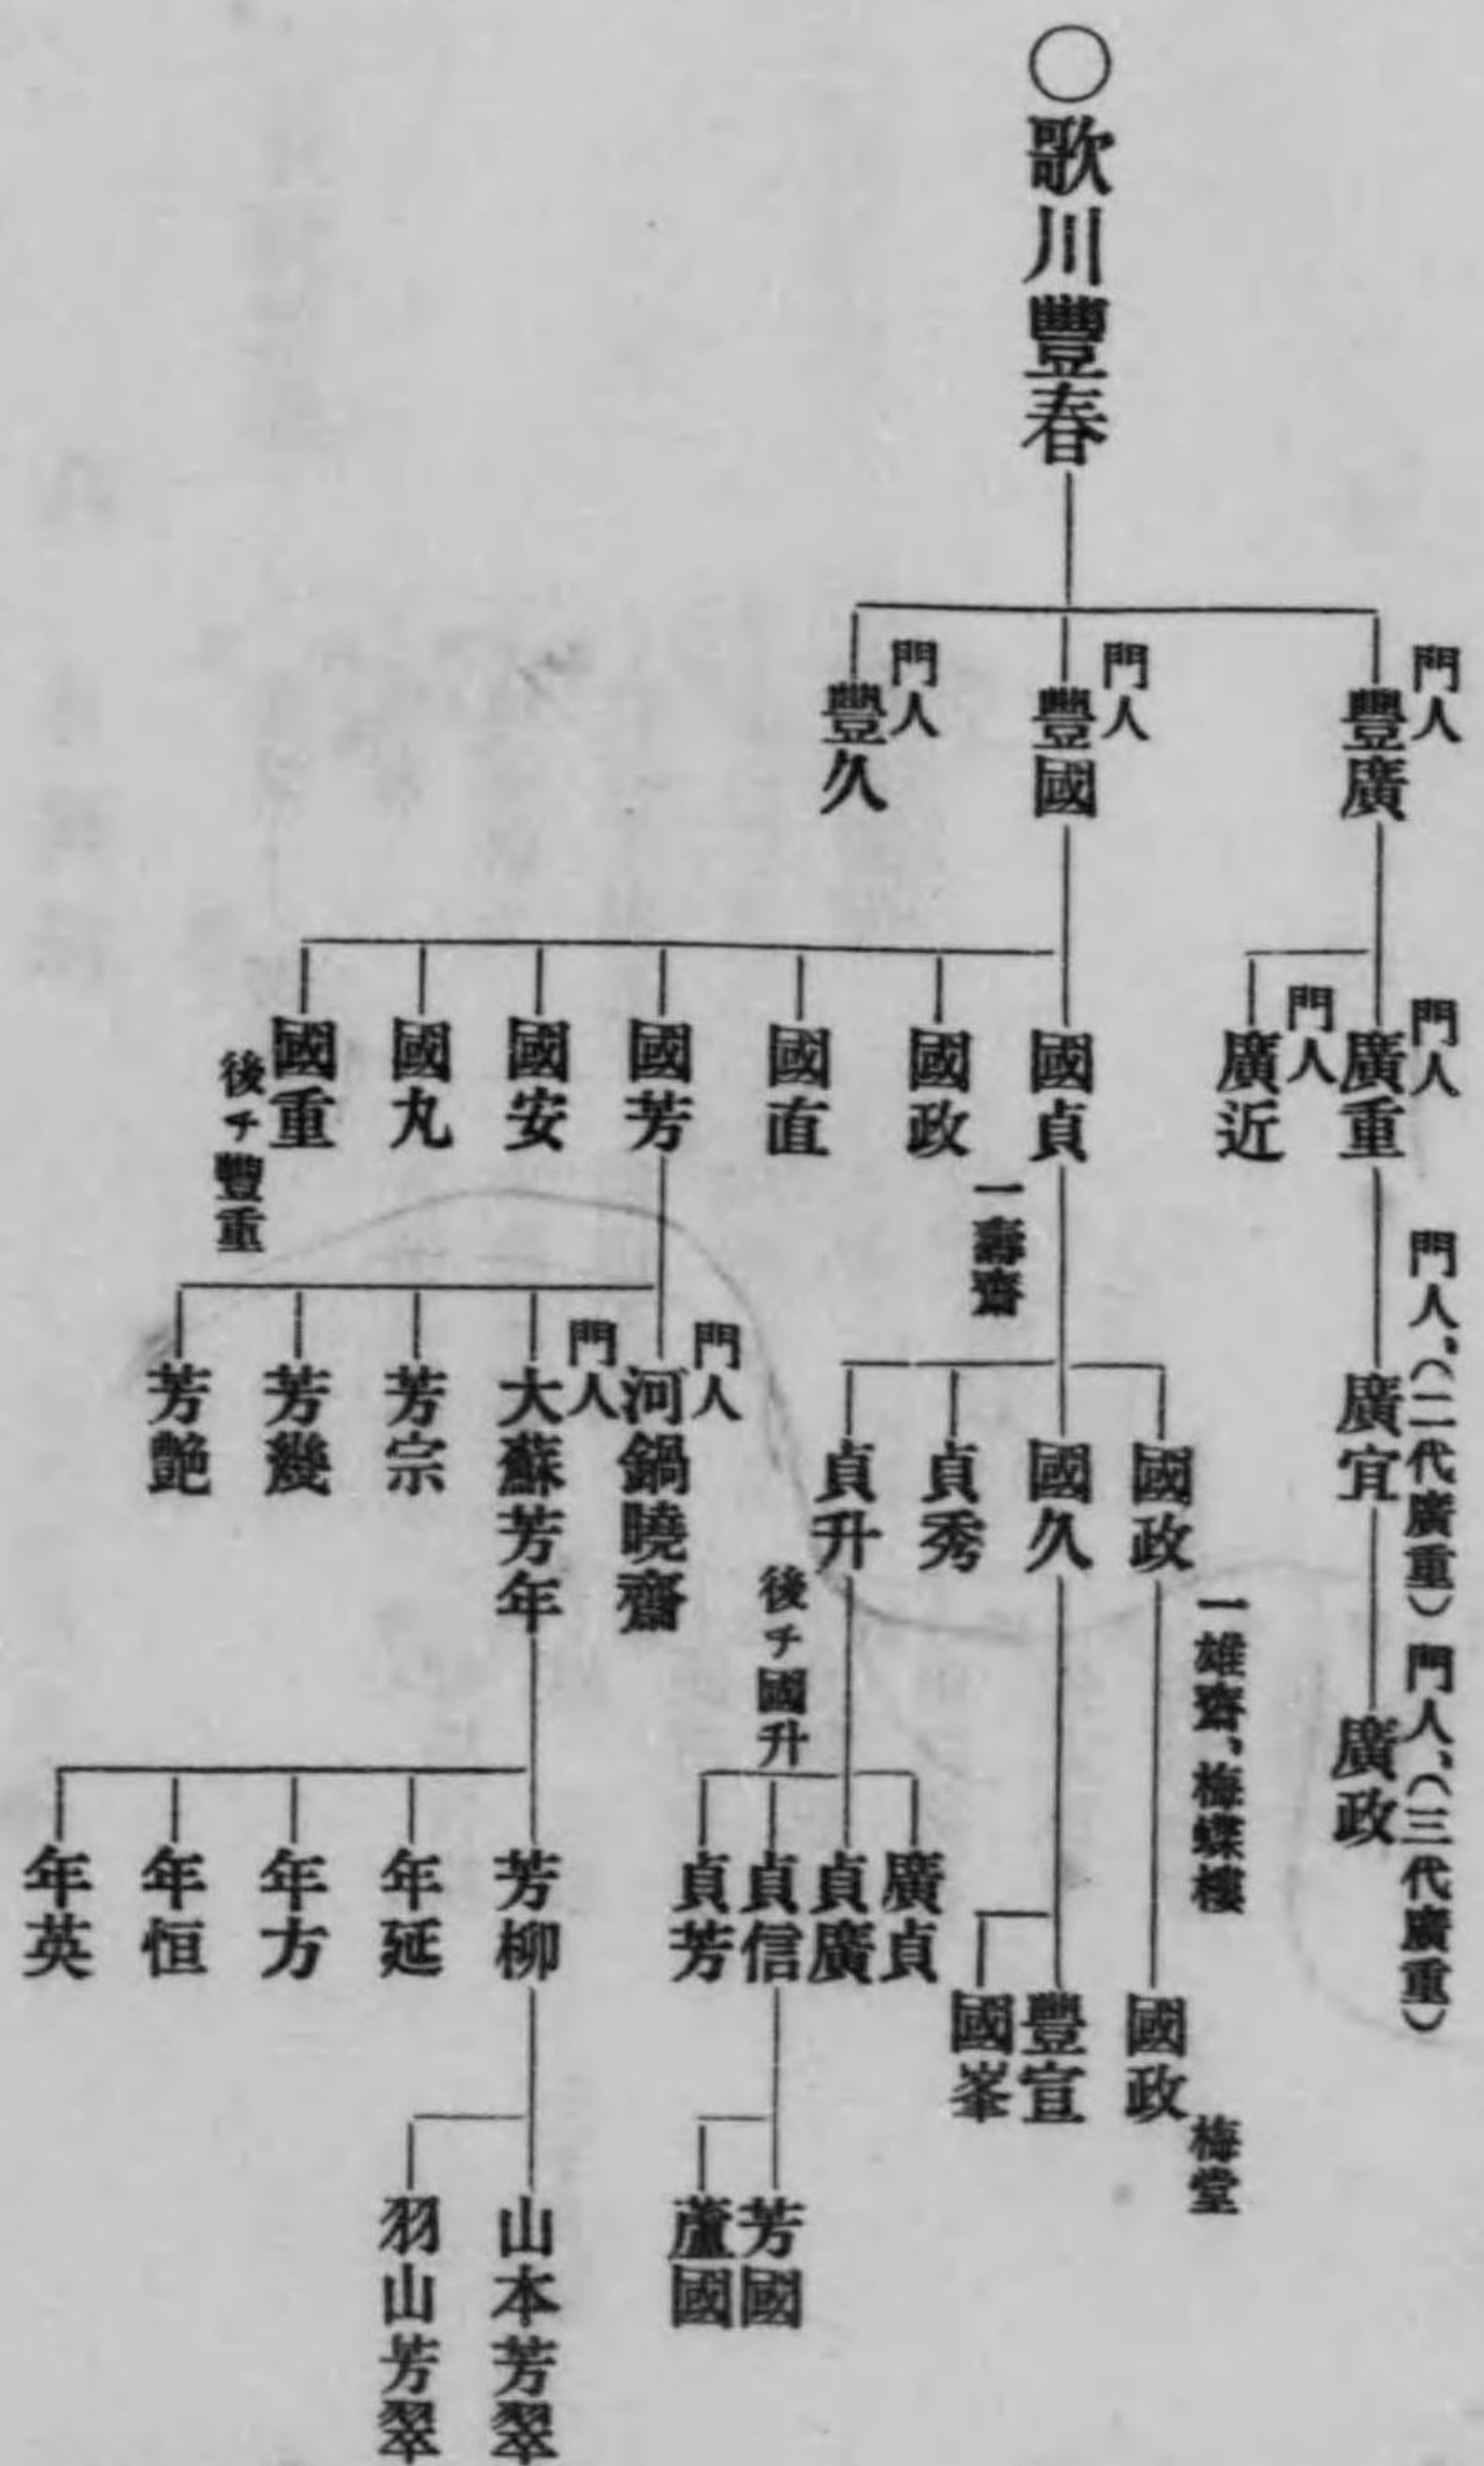 ○歌川豐春
門人
豐廣
門人
豐國
門人
豐久
門人
廣重
門人
廣近
國貞
一壽齋
國政
國直
國芳
國安
國丸
國重
後チ豐重
門人、(二代廣重)
廣宜
門人、(三代廣重)
廣政
國政
一雄齋、梅蝶樓
國久
貞秀
貞升
後チ國升
門人
河鍋曉齋
門人
大蘇芳年
芳宗
芳幾
芳艶
國政
梅堂
豐宣
國峯
廣貞
貞廣
貞信
貞芳
芳柳
年延
年方
年恒
年英
芳國
蘆國
山本芳翠
羽山芳翠